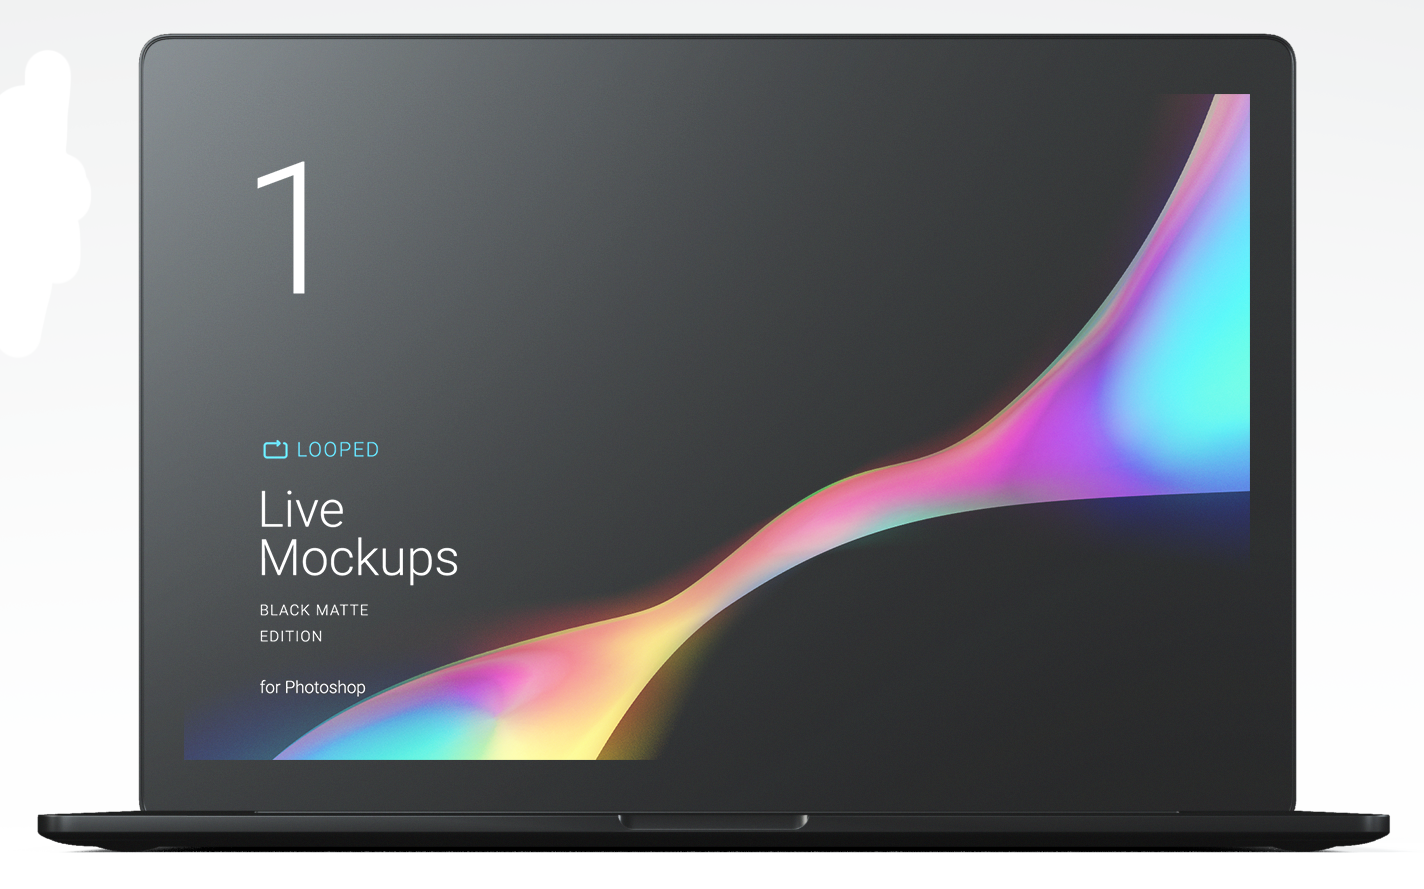 1
LOOPED
Live
Mockups
BLACK MATTE
EDITION
for Photoshop